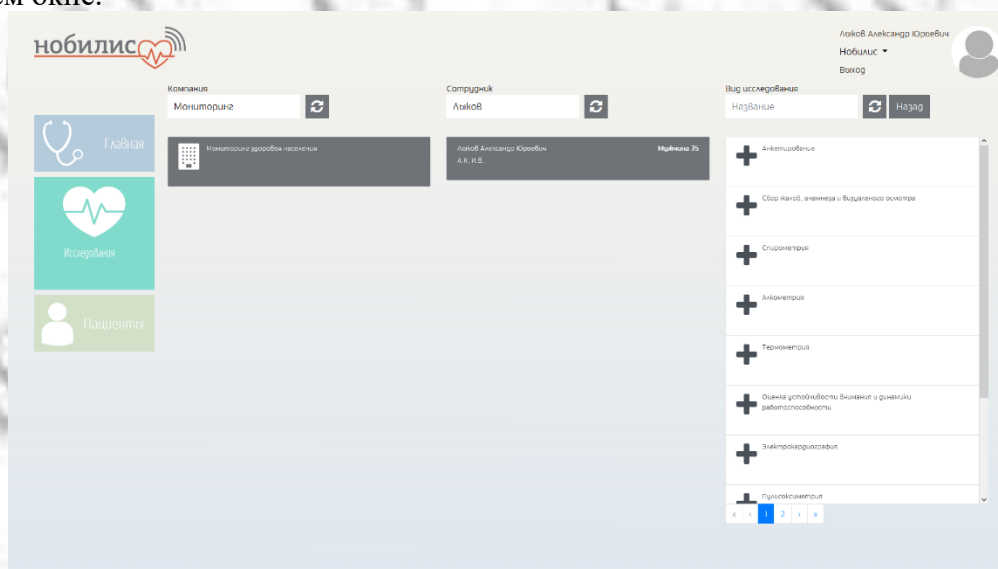 ем окне.
нобилис
Лыков Александр Юрьевич
Нобилис
Выход
Компания
Мониторинг
Сотрудник
Лыков
Вид исследования
Название
Назад
Главная
Исследования
Пациенты
Мониторинг здоровья населения
Лыков Александр Юрьевич
Мужчина 35
А.К. И.Б.
Анкетирование
Сбор жалоб, анамнеза и визуального осмотра
Спирометрия
Алкометрия
Термометрия
Оценка устойчивости внимания и динамики
работоспособности
Электрокардиография
Пульсоксиметрия
« ‹ 1 2 › »